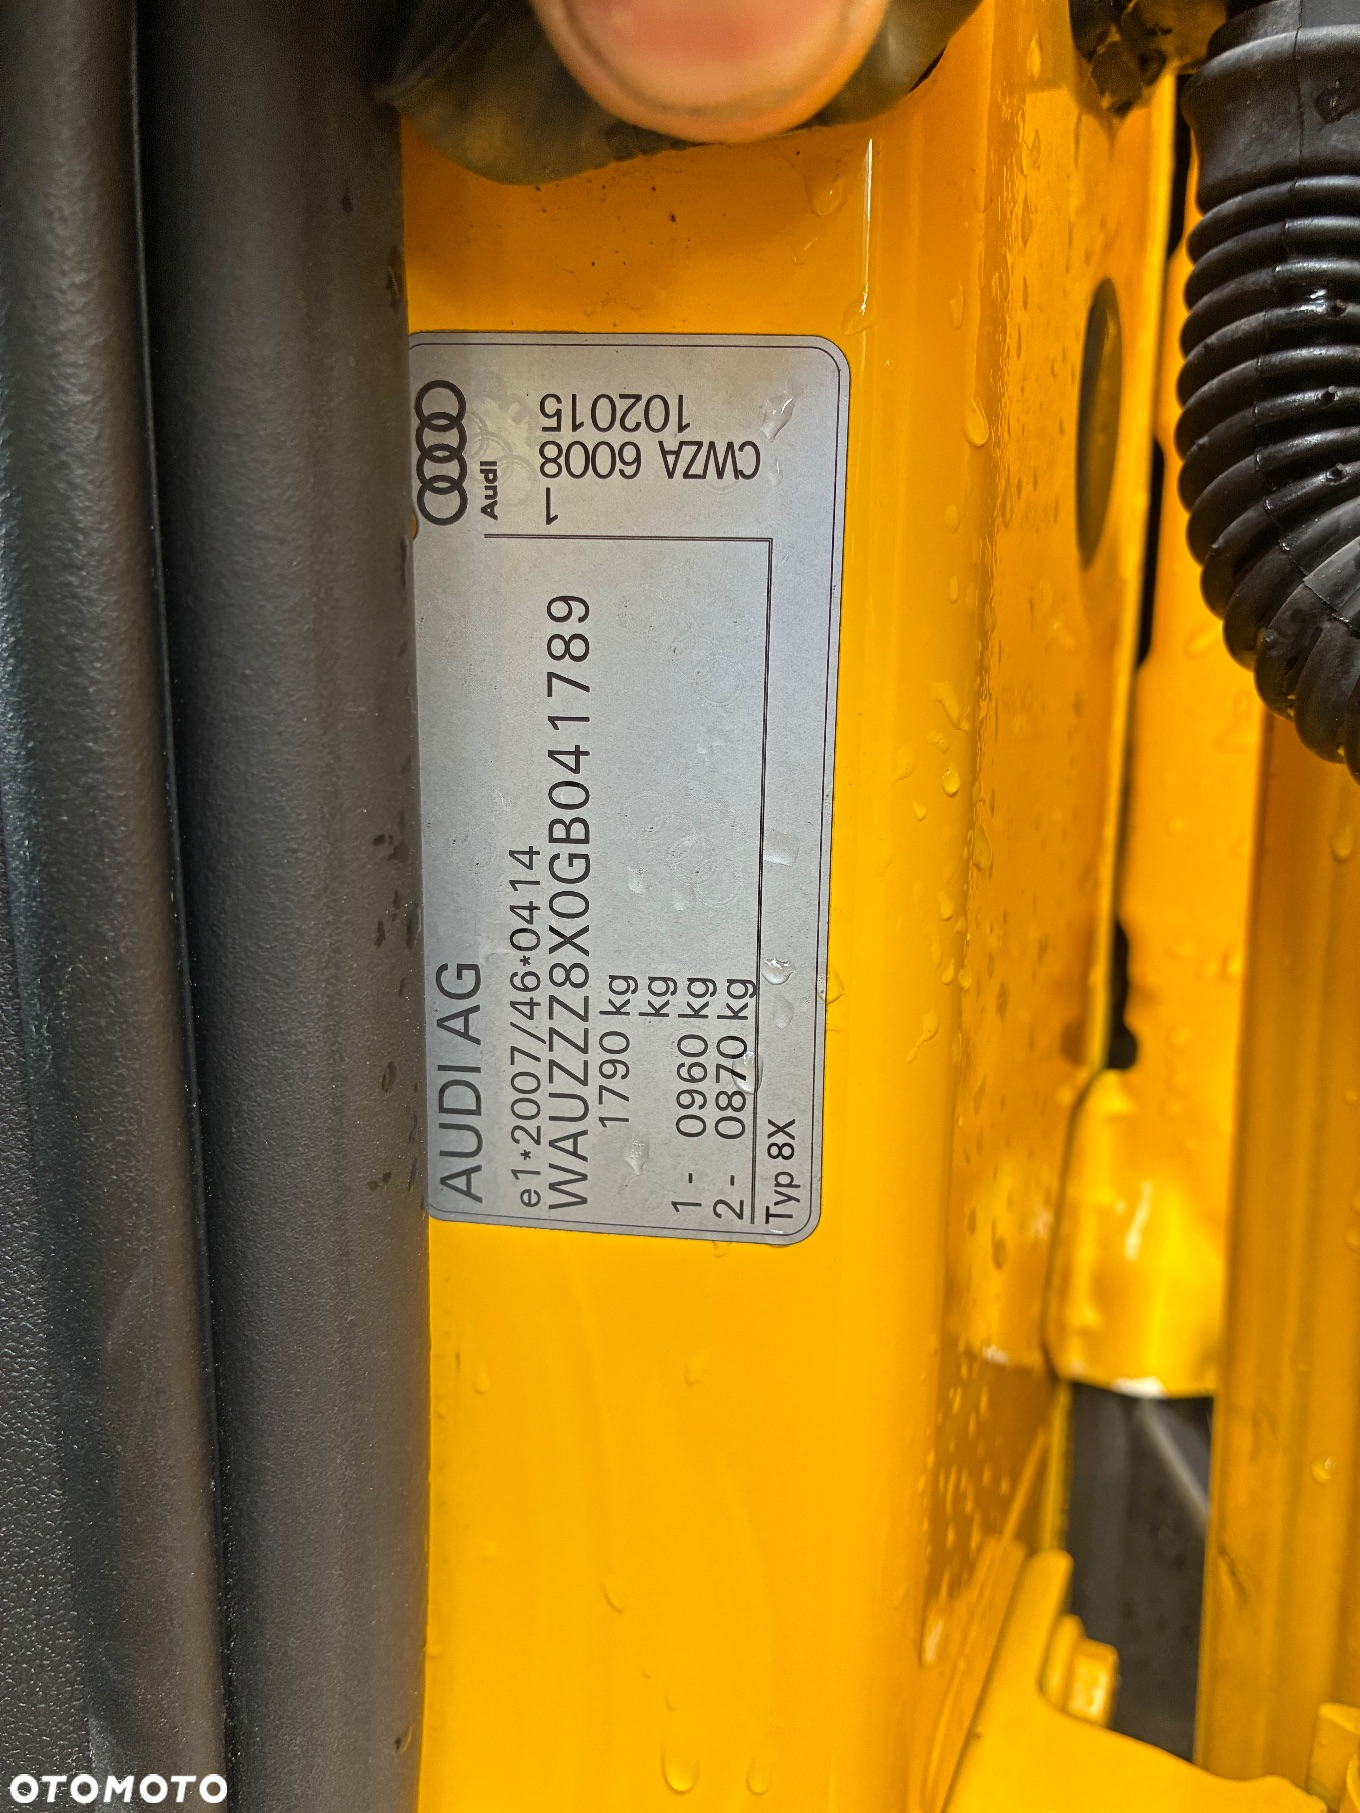 AUDI AG
e1*2007/46*0414
WAUZZZ8X0GB041789
1790 kg
kg
1 - 0960 kg
2 - 0870 kg
Typ 8X
Audi
CWZA 6008 1
102015
OTOMOTO